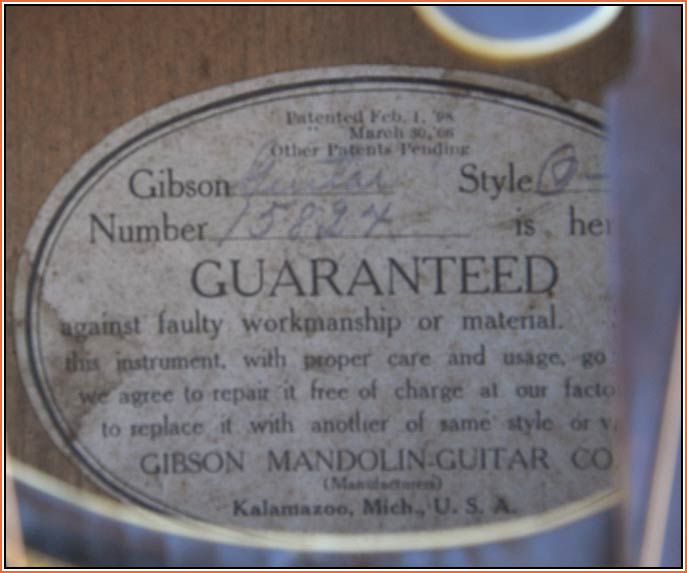 Patented Feb. 1, '98
" March 30, '06
Other Patents Pending
Gibson Guitar Style O
Number 15824 is her
GUARANTEED
against faulty workmanship or material.
this instrument, with proper care and usage, go
we agree to repair it free of charge at our facto
to replace it with another of same style or v
GIBSON MANDOLIN-GUITAR CO.
(Manufacturers)
Kalamazoo, Mich., U. S. A.